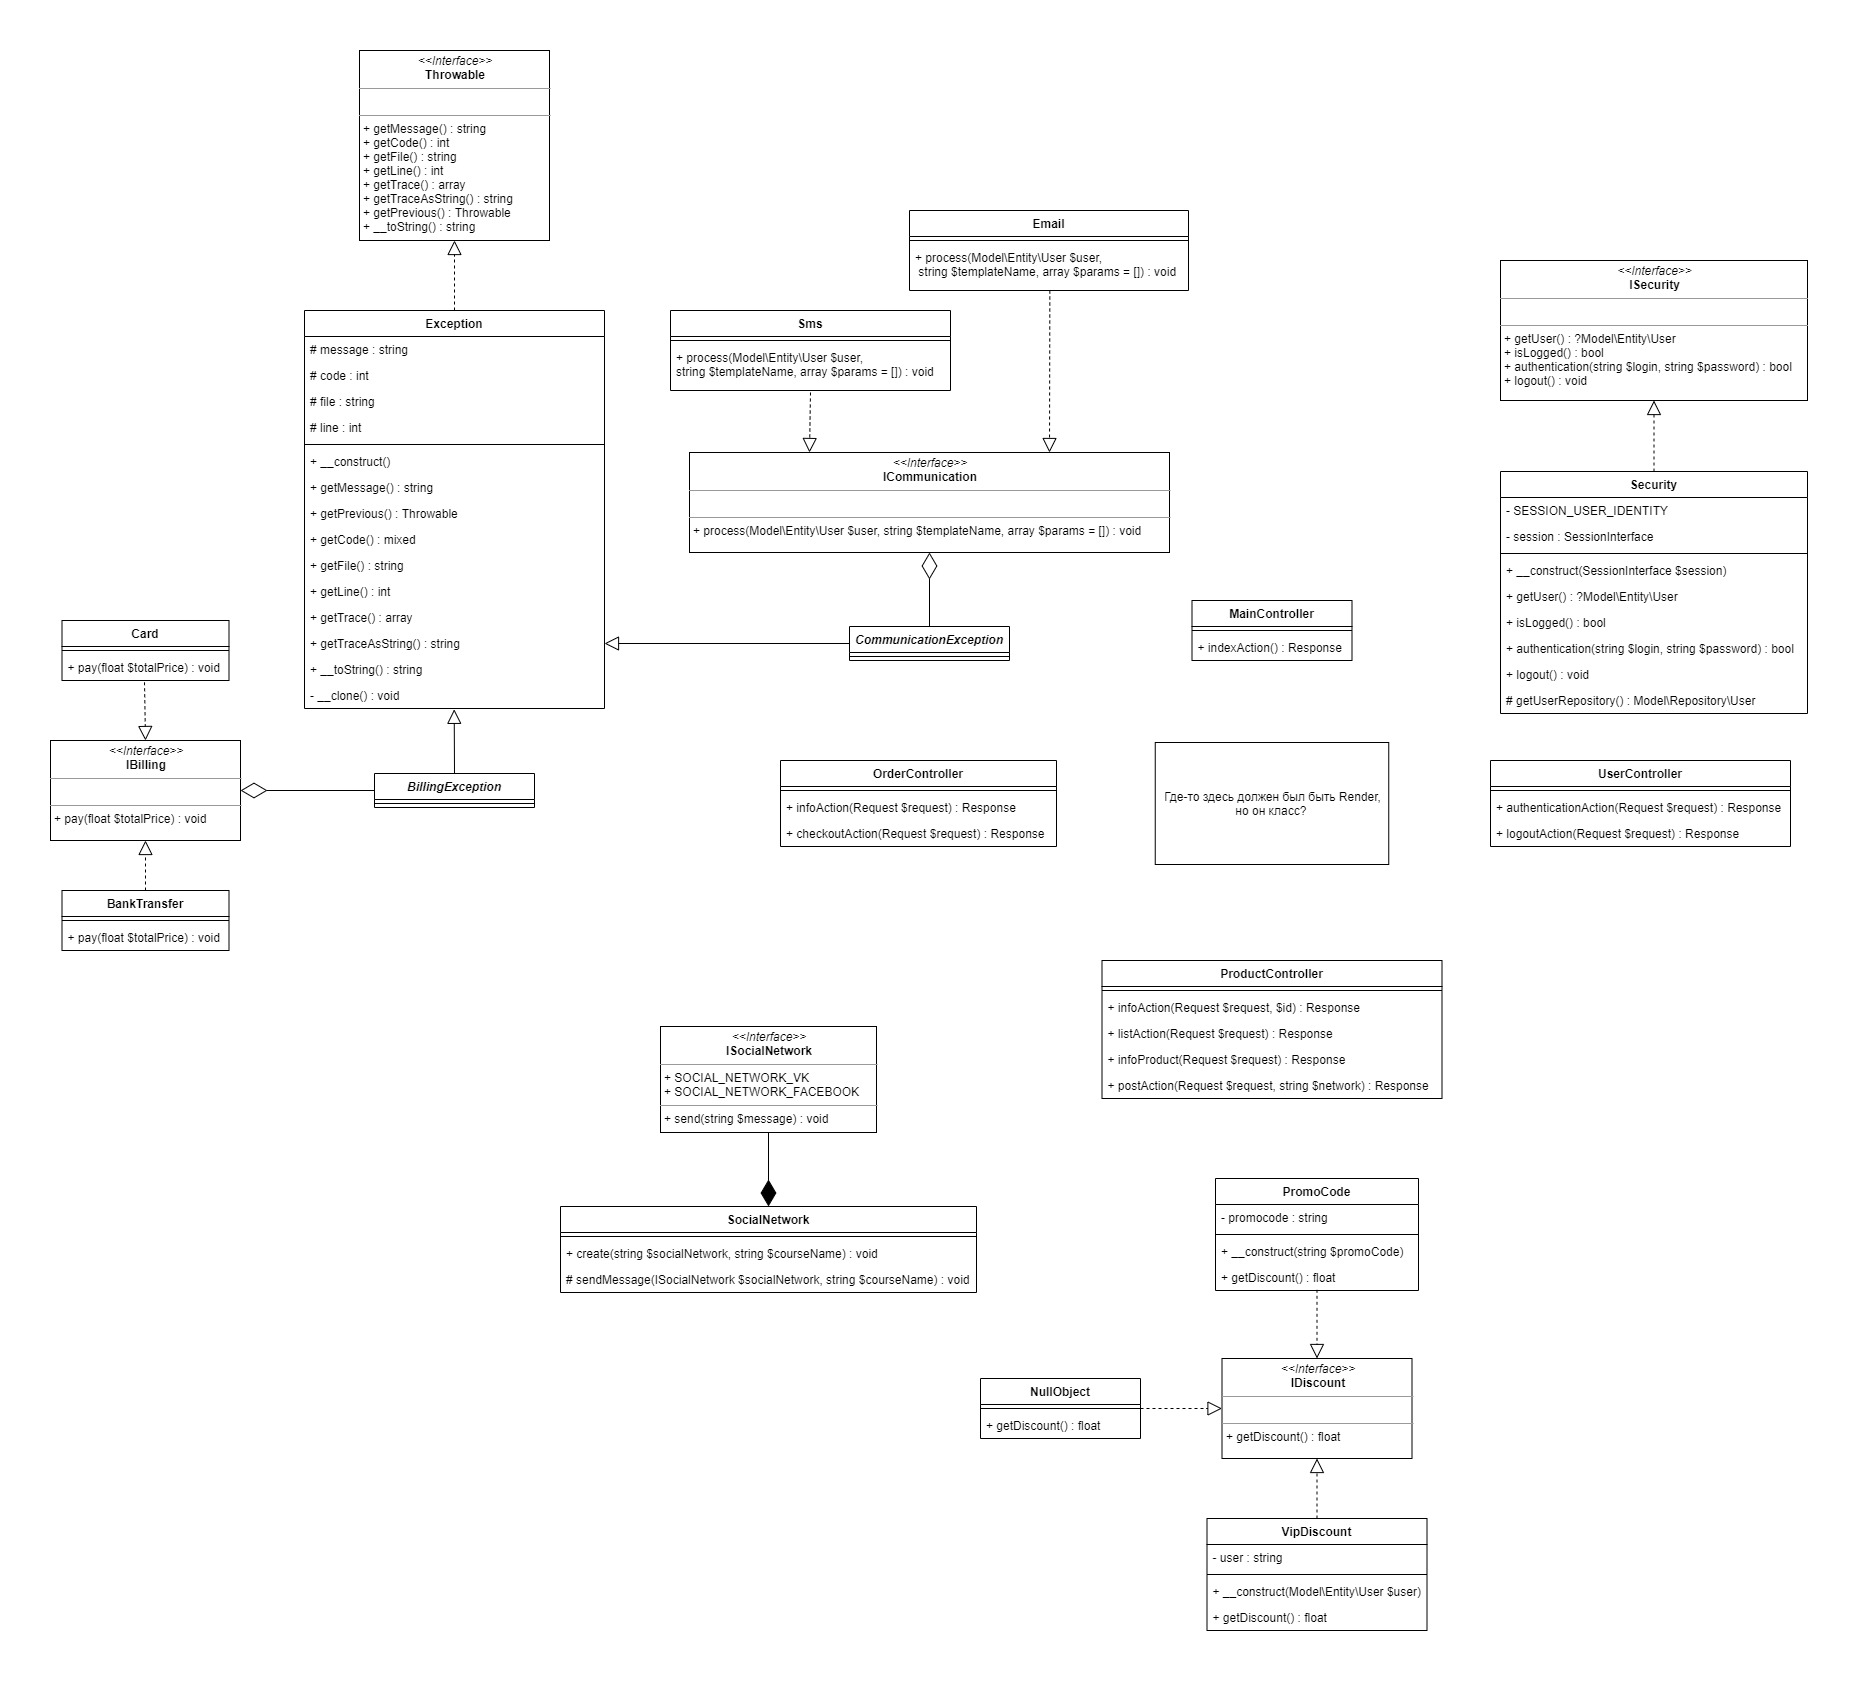 <<Interface>>
Throwable
+ getMessage() : string
+ getCode() : int
+ getFile() : string
+ getLine() : int
+ getTrace() : array
+ getTraceAsString() : string
+ getPrevious() : Throwable
+ __toString() : string
Email
+ process(Model\Entity\User $user,
string $templateName, array $params = []) : void
<<Interface>>
ISecurity
+ getUser() : ?Model\Entity\User
+ isLogged() : bool
+ authentication(string $login, string $password) : bool
+ logout() : void
Exception
# message : string
# code : int
# file : string
# line : int
+ __construct()
+ getMessage() : string
+ getPrevious() : Throwable
+ getCode() : mixed
+ getFile() : string
+ getLine() : int
+ getTrace() : array
+ getTraceAsString() : string
+ __toString() : string
- __clone() : void
Sms
+ process(Model\Entity\User $user,
string $templateName, array $params = []) : void
<<Interface>>
ICommunication
+ process(Model\Entity\User $user, string $templateName, array $params = []) : void
Security
- SESSION_USER_IDENTITY
- session : SessionInterface
+ __construct(SessionInterface $session)
+ getUser() : ?Model\Entity\User
+ isLogged() : bool
+ authentication(string $login, string $password) : bool
+ logout() : void
# getUserRepository() : Model\Repository\User
CommunicationException
MainController
+ indexAction() : Response
Card
+ pay(float $totalPrice) : void
<<Interface>>
IBilling
+ pay(float $totalPrice) : void
BillingException
BankTransfer
+ pay(float $totalPrice) : void
OrderController
+ infoAction(Request $request) : Response
+ checkoutAction(Request $request) : Response
Где-то здесь должен был быть Render,
но он класс?
UserController
+ authenticationAction(Request $request) : Response
+ logoutAction(Request $request) : Response
ProductController
+ infoAction(Request $request, $id) : Response
+ listAction(Request $request) : Response
+ infoProduct(Request $request) : Response
+ postAction(Request $request, string $network) : Response
<<Interface>>
ISocialNetwork
+ SOCIAL_NETWORK_VK
+ SOCIAL_NETWORK_FACEBOOK
+ send(string $message) : void
SocialNetwork
+ create(string $socialNetwork, string $courseName) : void
# sendMessage(ISocialNetwork $socialNetwork, string $courseName) : void
PromoCode
- promocode : string
+ __construct(string $promoCode)
+ getDiscount() : float
<<Interface>>
IDiscount
+ getDiscount() : float
NullObject
+ getDiscount() : float
VipDiscount
- user : string
+ __construct(Model\Entity\User $user)
+ getDiscount() : float